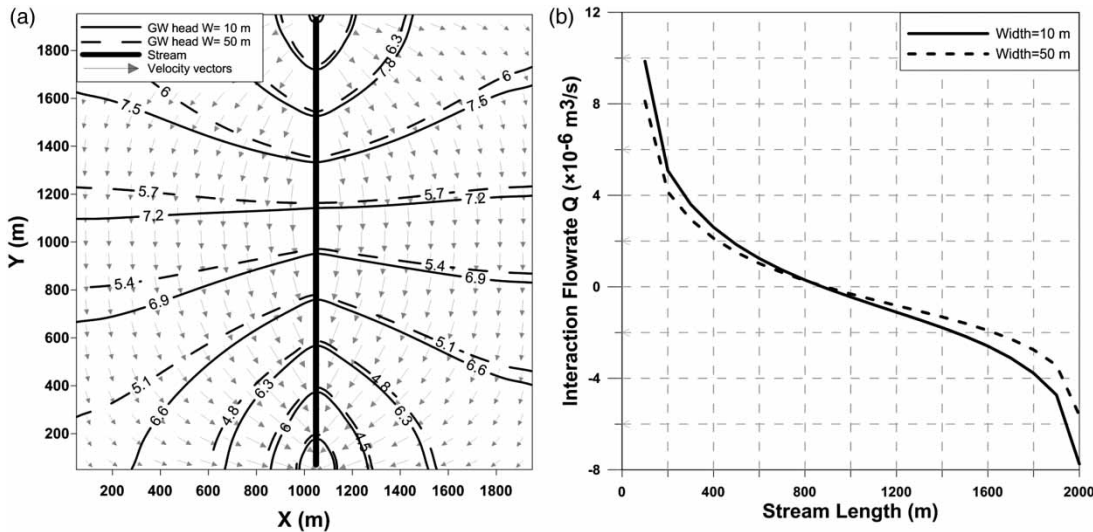 (a)
GW head W= 10 m
GW head W= 50 m
Stream
Velocity vectors
1800
1600
1400
1200
1000
800
600
400
200
Y (m)
6.3
7.8
6
6
7.5
7.5
5.7
5.7
7.2
7.2
5.4
5.4
6.9
6.9
5.1
5.1
6.6
6.6
4.8
6.3
4.8
6.3
6
4.5
200 400 600 800 1000 1200 1400 1600 1800
X (m)
(b)
Width=10 m
Width=50 m
12
8
4
0
-4
-8
Interaction Flowrate Q (×10-6 m3/s)
0 400 800 1200 1600 2000
Stream Length (m)